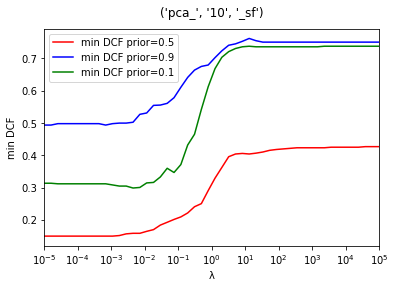 ('pca_', '10', '_sf')
min DCF prior=0.5
min DCF prior=0.9
min DCF prior=0.1
min DCF
0.7
0.6
0.5
0.4
0.3
0.2
10⁻⁵ 10⁻⁴ 10⁻³ 10⁻² 10⁻¹ 10⁰ 10¹ 10² 10³ 10⁴ 10⁵
λ